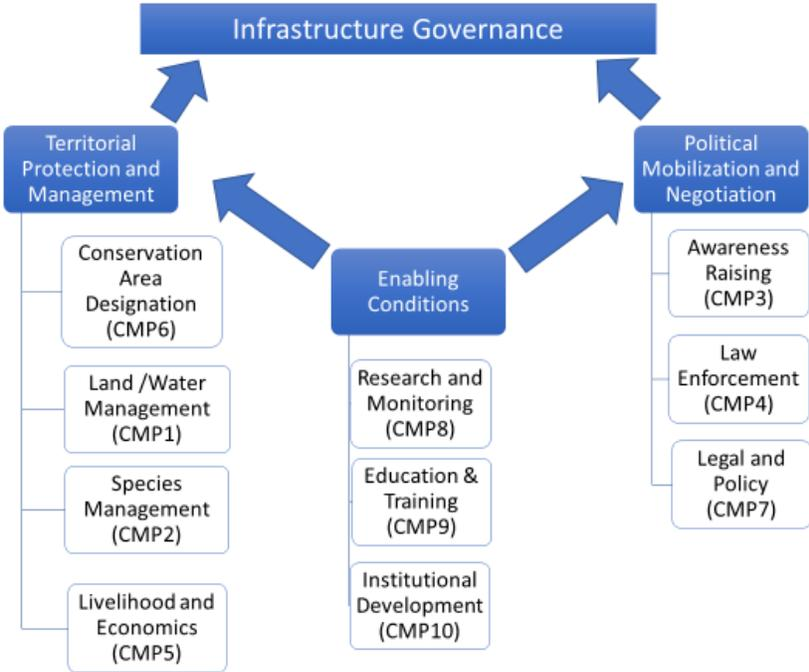 Infrastructure Governance
Territorial
Protection and
Management
Conservation
Area
Designation
(CMP6)
Land /Water
Management
(CMP1)
Species
Management
(CMP2)
Livelihood and
Economics
(CMP5)
Enabling
Conditions
Research and
Monitoring
(CMP8)
Education &
Training
(CMP9)
Institutional
Development
(CMP10)
Political
Mobilization and
Negotiation
Awareness
Raising
(CMP3)
Law
Enforcement
(CMP4)
Legal and
Policy
(CMP7)